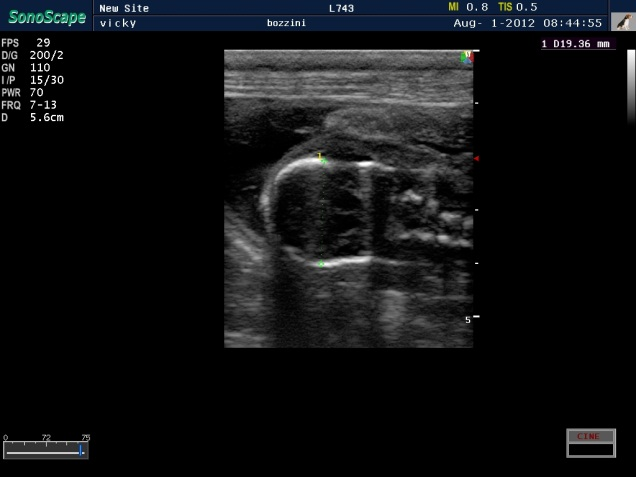 SonoScape
New Site L743 MI 0.8 TIS 0.5
vicky bozzini Aug- 1-2012 08:44:55
FPS 29
D/G 200/2
GN 110
I/P 15/30
PWR 70
FRQ 7-13
D 5.6cm
1 D19.36 mm
1
5
0 72 75
CINE